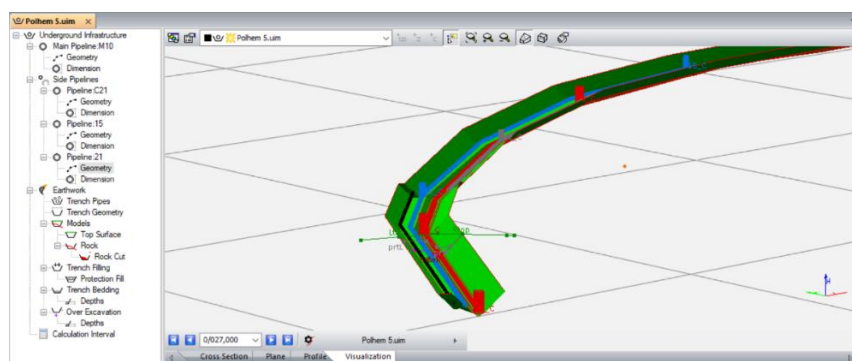 Polhem 5.uim
Underground Infrastructure
Main Pipeline:M10
Geometry
Dimension
Side Pipelines
Pipeline:C21
Geometry
Dimension
Pipeline:15
Geometry
Dimension
Pipeline:21
Geometry
Dimension
Earthwork
Trench Pipes
Trench Geometry
Models
Top Surface
Rock
Rock Cut
Trench Filling
Protection Fill
Trench Bedding
Depths
Over Excavation
Depths
Calculation Interval
Polhem 5.uim
0/027,000
Polhem 5.uim
Cross Section Plane Profile Visualization